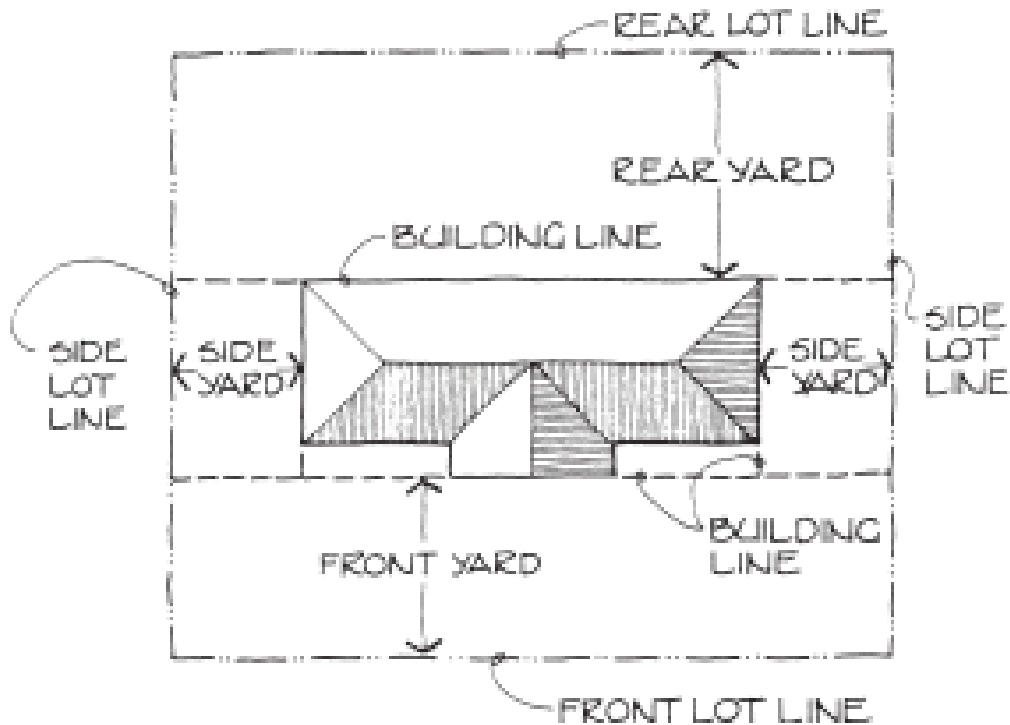 REAR LOT LINE
REAR YARD
BUILDING LINE
SIDE
LOT
LINE
SIDE
YARD
SIDE
YARD
SIDE
LOT
LINE
BUILDING
LINE
FRONT YARD
FRONT LOT LINE